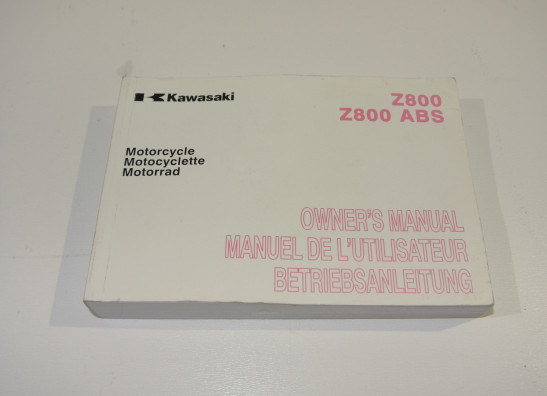 Kawasaki
Z800
Z800 ABS
Motorcycle
Motocyclette
Motorrad
OWNER'S MANUAL
MANUEL DE L'UTILISATEUR
BETRIEBSANLEITUNG